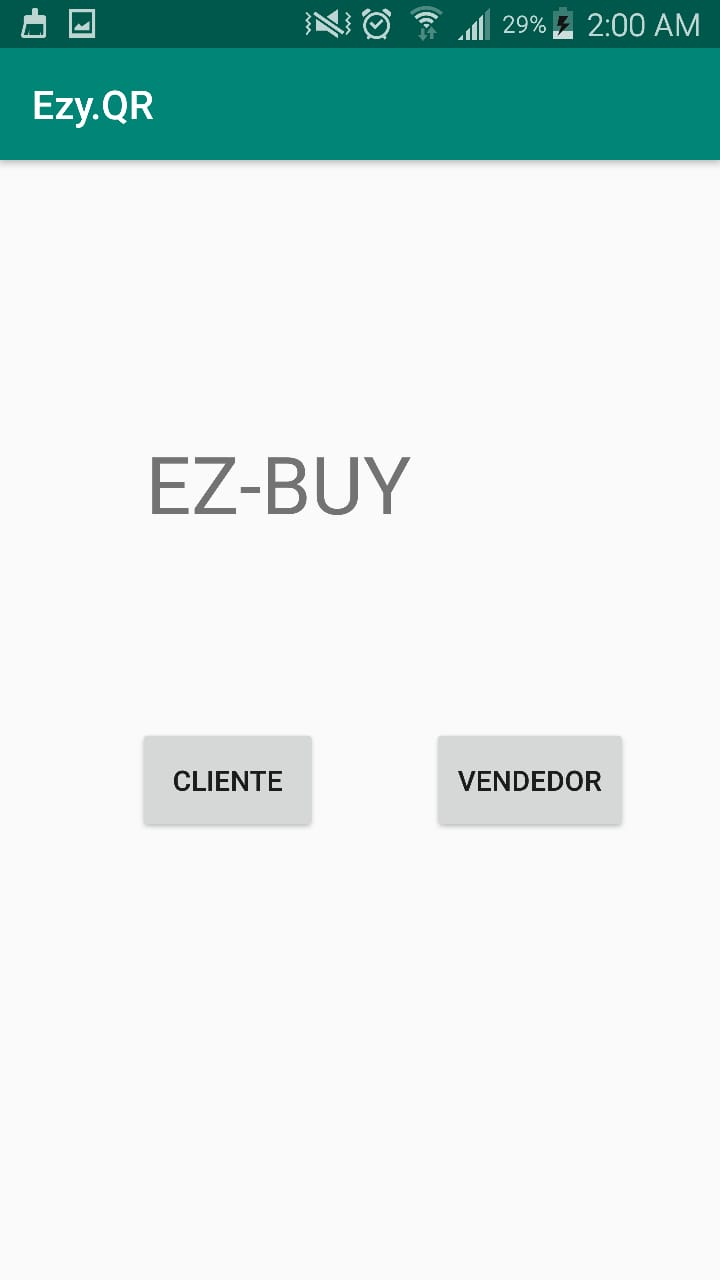 29% 2:00 AM
Ezy.QR
EZ-BUY
CLIENTE VENDEDOR